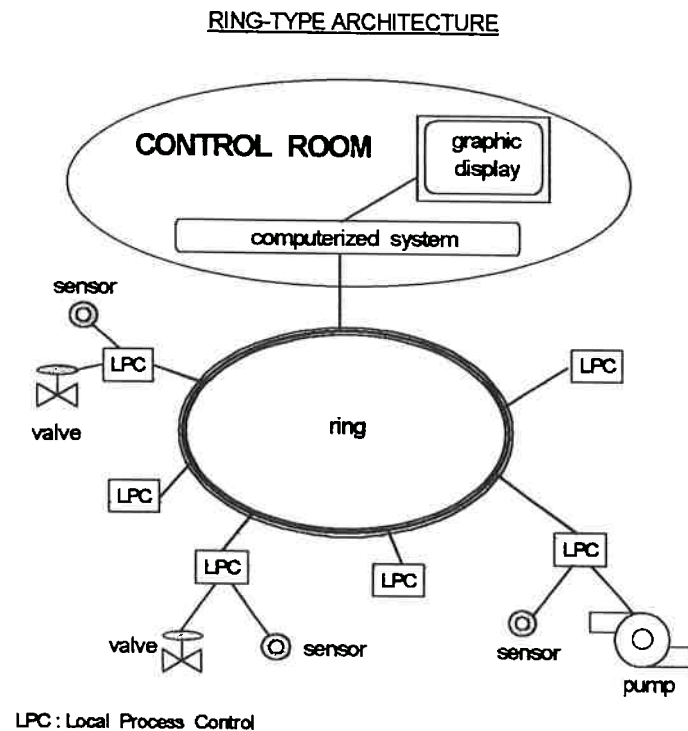 RING-TYPE ARCHITECTURE
CONTROL ROOM
graphic
display
computerized system
sensor
LPC
valve
LPC
ring
LPC
LPC
LPC
LPC
valve
sensor
sensor
pump
LPC : Local Process Control